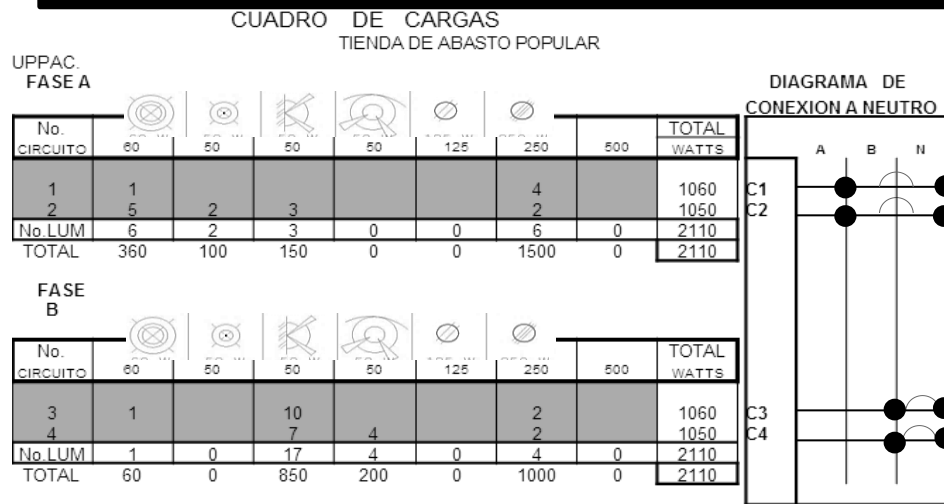 CUADRO DE CARGAS
TIENDA DE ABASTO POPULAR
UPPAC.
FASE A
No. TOTAL
CIRCUITO 60 50 50 50 125 250 500 WATTS
1 1 4 1060
2 5 2 3 2 1050
No.LUM 6 2 3 0 0 6 0 2110
TOTAL 360 100 150 0 0 1500 0 2110
FASE
B
No. TOTAL
CIRCUITO 60 50 50 50 125 250 500 WATTS
3 1 10 2 1060
4 7 4 2 1050
No.LUM 1 0 17 4 0 4 0 2110
TOTAL 60 0 850 200 0 1000 0 2110
DIAGRAMA DE
CONEXION A NEUTRO
A B N
C1
C2
C3
C4